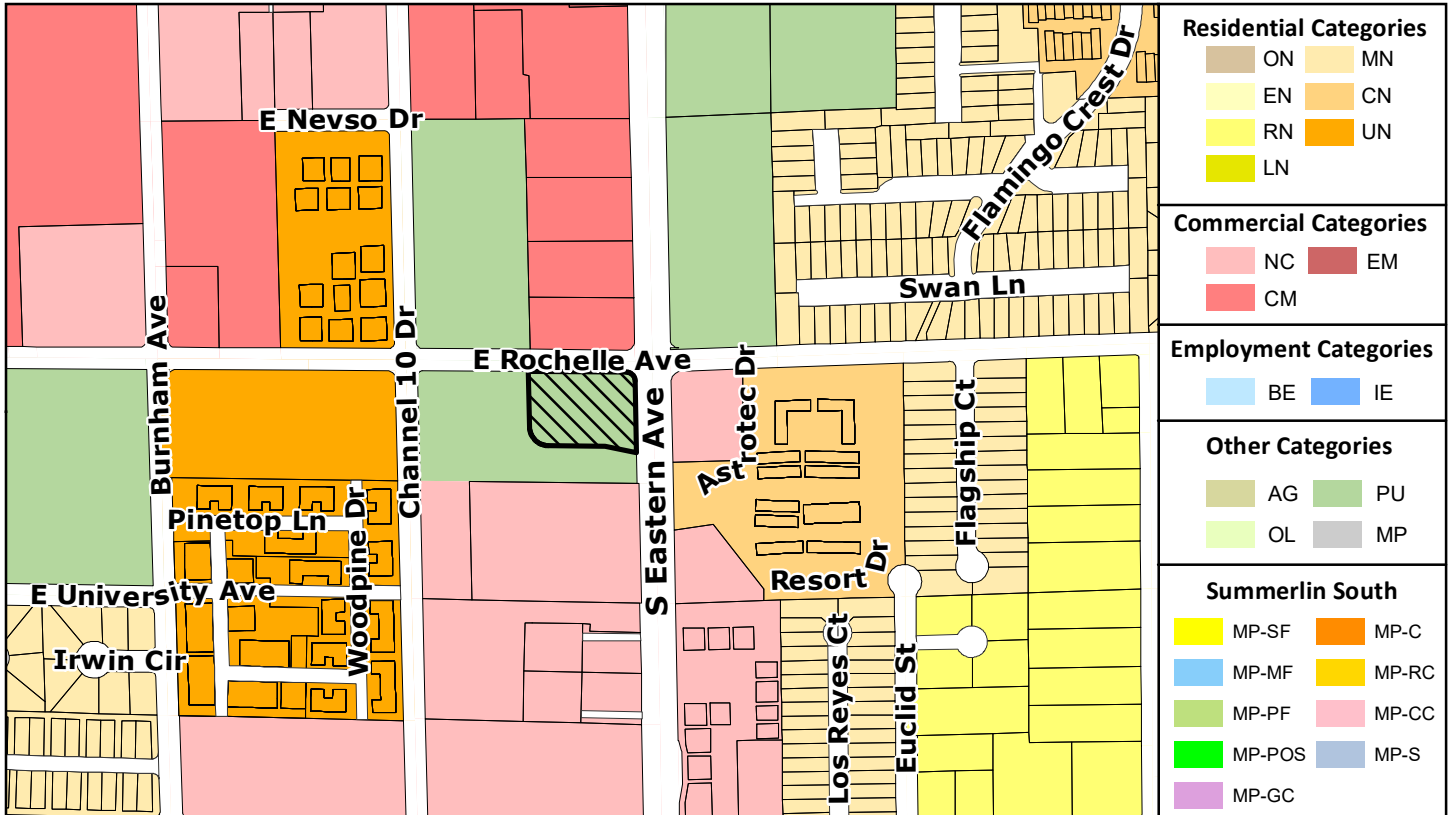 E Nevso Dr
Flamingo Crest Dr
Swan Ln
Burnham Ave
Channel 10 Dr
E Rochelle Ave
Astrotec Dr
S Eastern Ave
Flagship Ct
Pinetop Ln
Woodpine Dr
E University Ave
Irwin Cir
Resort Dr
Los Reyes Ct
Euclid St
Residential Categories
ON MN
EN CN
RN UN
LN
Commercial Categories
NC EM
CM
Employment Categories
BE IE
Other Categories
AG PU
OL MP
Summerlin South
MP-SF MP-C
MP-MF MP-RC
MP-PF MP-CC
MP-POS MP-S
MP-GC